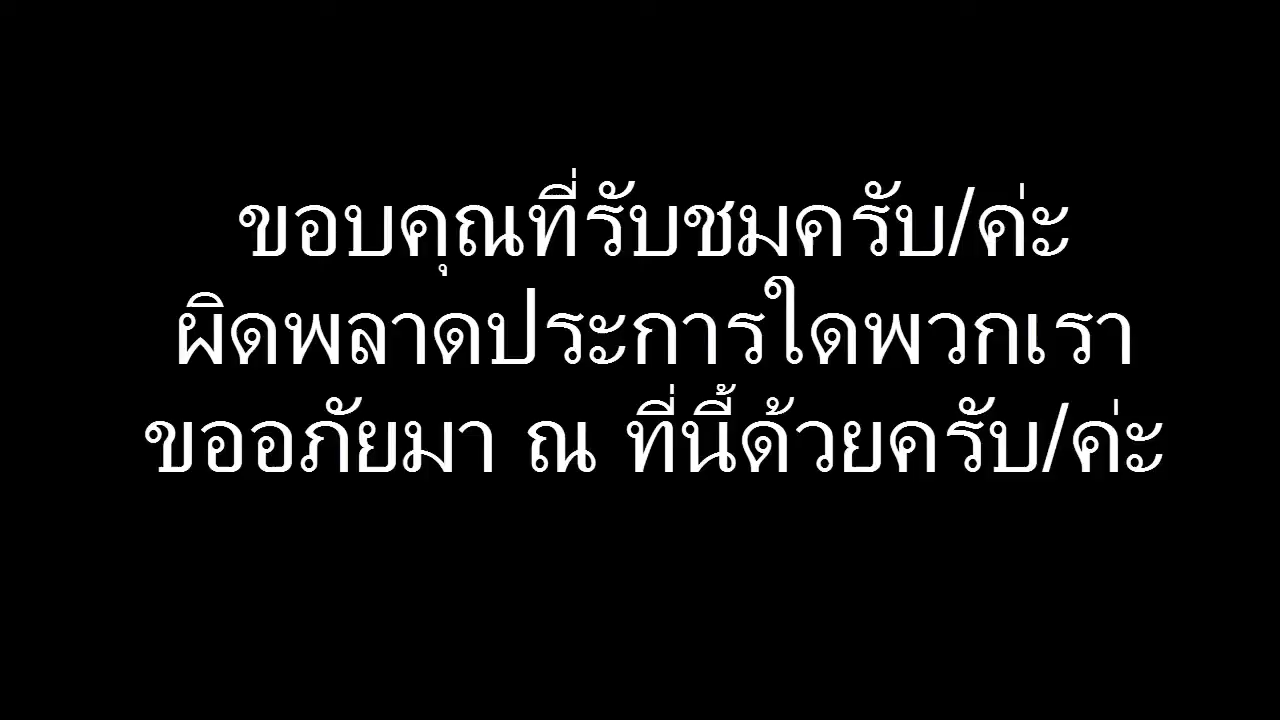 ขอบคุณที่รับชมครับ/ค่ะ
ผิดพลาดประการใดพวกเรา
ขออภัยมา ณ ที่นี้ด้วยครับ/ค่ะ